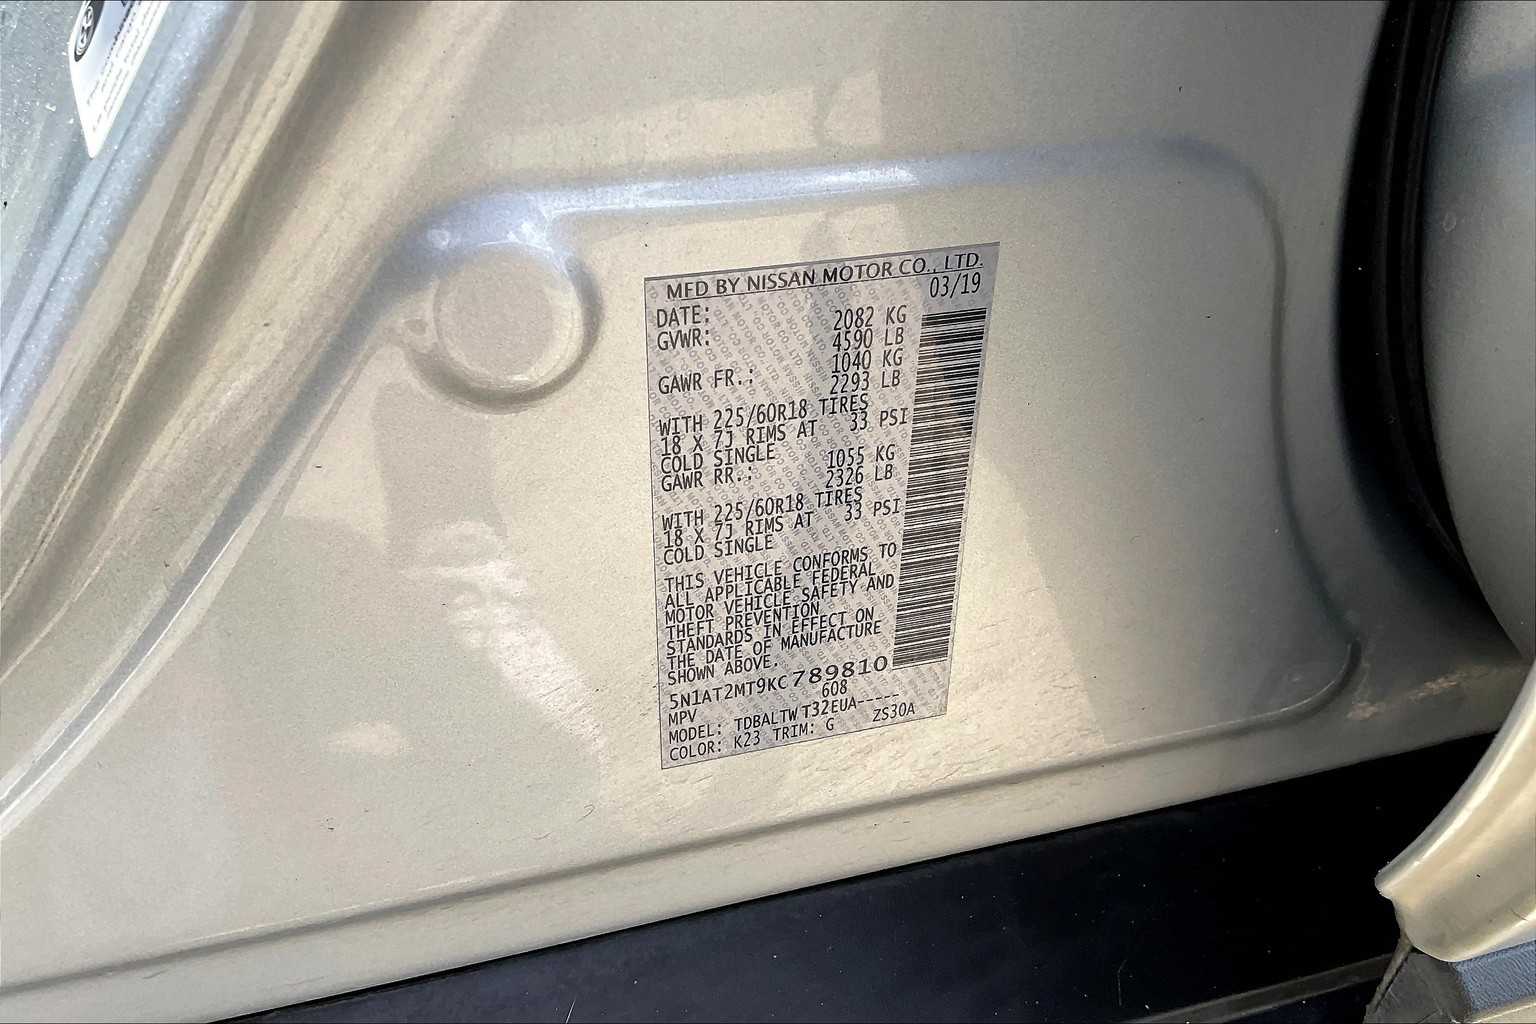 MFD BY NISSAN MOTOR CO., LTD.
DATE: 03/19
GVWR: 2082 KG
4590 LB
GAWR FR.: 1040 KG
2293 LB
WITH 225/60R18 TIRES
18 X 7J RIMS AT 33 PSI
COLD SINGLE
GAWR RR.: 1055 KG
2326 LB
WITH 225/60R18 TIRES
18 X 7J RIMS AT 33 PSI
COLD SINGLE
THIS VEHICLE CONFORMS TO
ALL APPLICABLE FEDERAL
MOTOR VEHICLE SAFETY AND
THEFT PREVENTION
STANDARDS IN EFFECT ON
THE DATE OF MANUFACTURE
SHOWN ABOVE.
5N1AT2MT9KC789810
MPV 608
MODEL: TDBALTWT32EUA-----
COLOR: K23 TRIM: G ZS30A